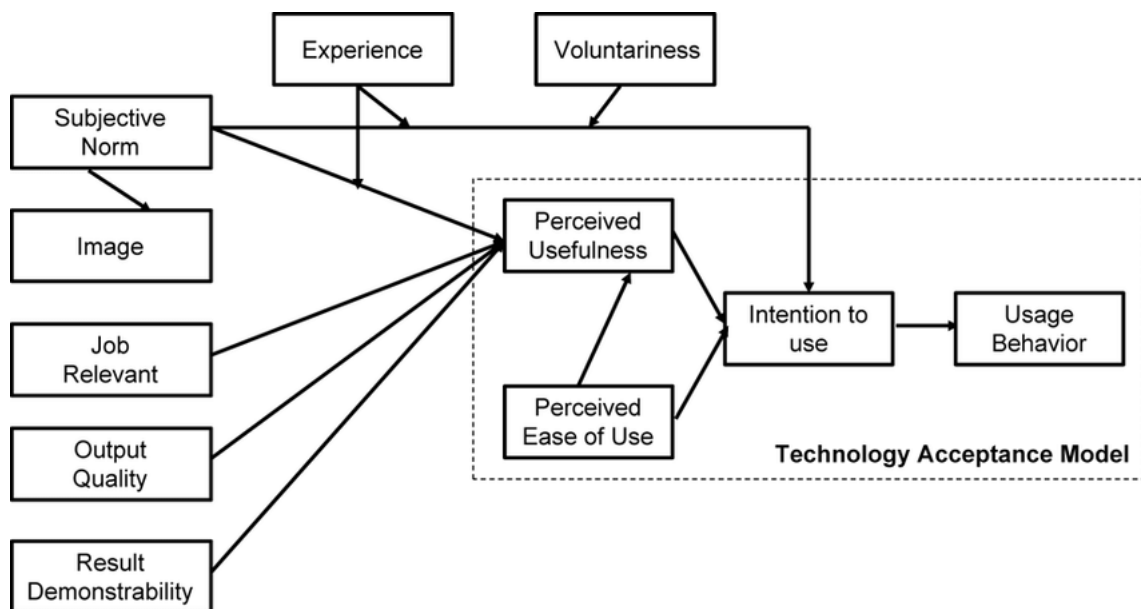 Experience
Voluntariness
Subjective
Norm
Image
Perceived
Usefulness
Job
Relevant
Intention to
use
Usage
Behavior
Perceived
Ease of Use
Output
Quality
Technology Acceptance Model
Result
Demonstrability